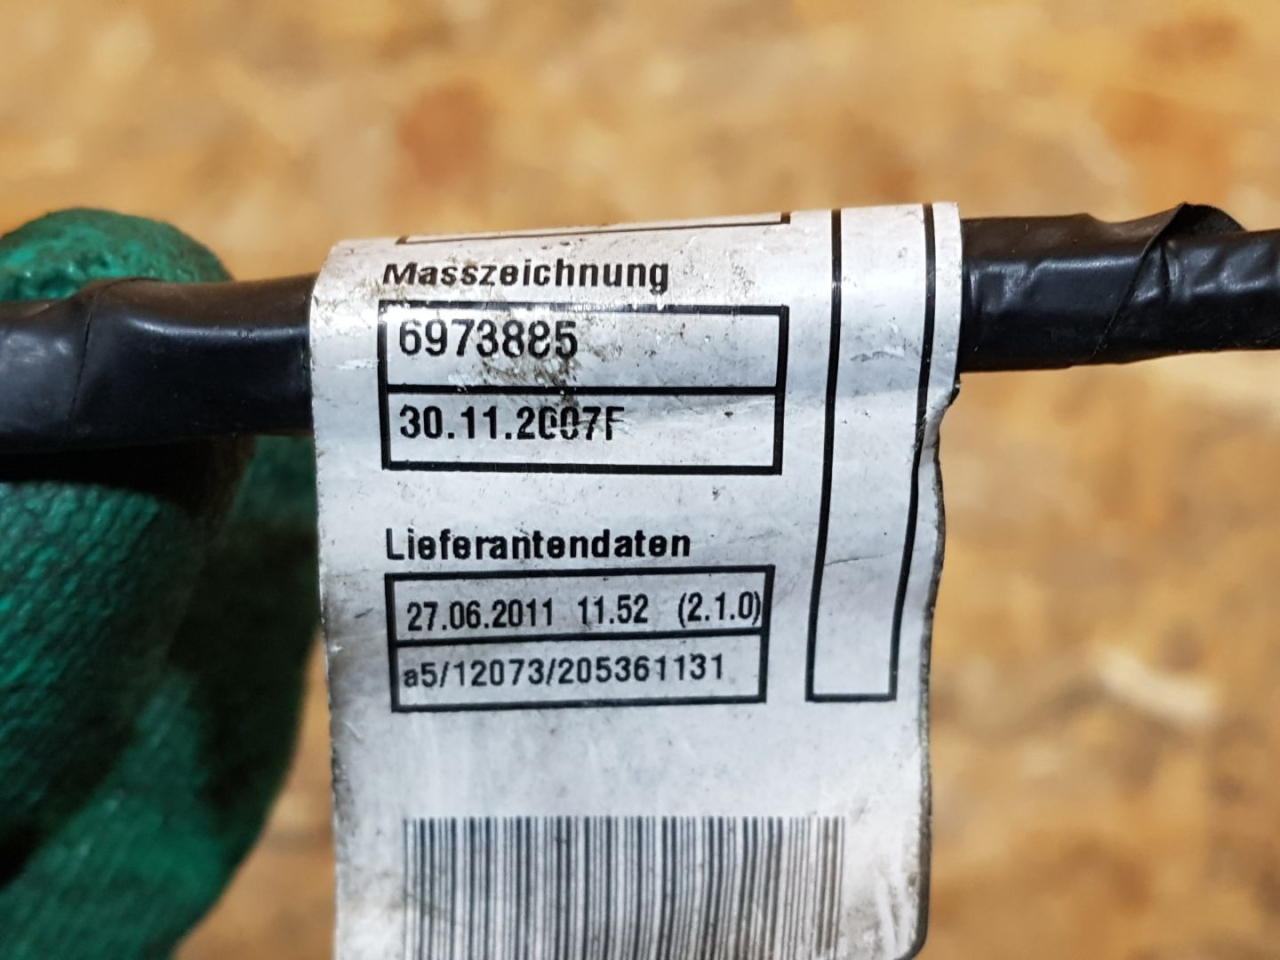 Masszeichnung
6973885
30.11.2007F
Lieferantendaten
27.06.2011 11.52 (2.1.0)
a5/12073/205361131